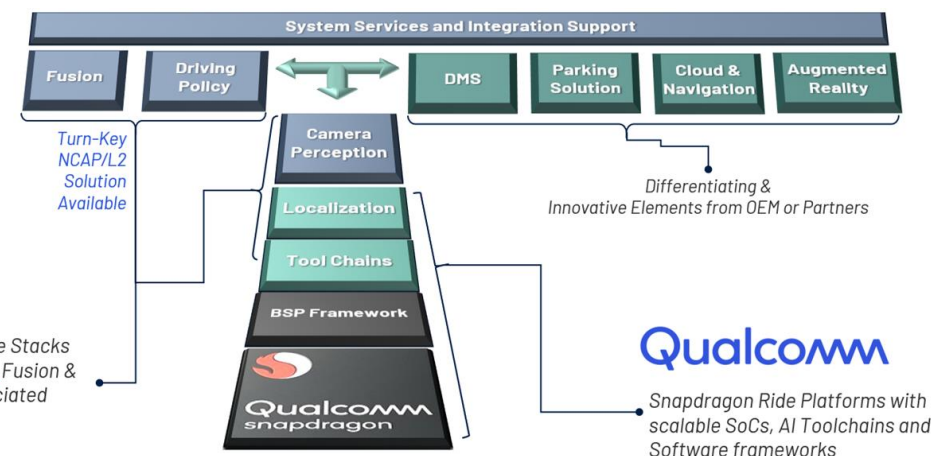 System Services and Integration Support
Fusion
Driving
Policy
DMS
Parking
Solution
Cloud &
Navigation
Augmented
Reality
Turn-Key
NCAP/L2
Solution
Available
Camera
Perception
Differentiating &
Innovative Elements from OEM or Partners
Localization
Tool Chains
BSP Framework
Stacks
Fusion &
Qualcomm
snapdragon
Qualcomm
Snapdragon Ride Platforms with
scalable SoCs, AI Toolchains and
Software frameworks